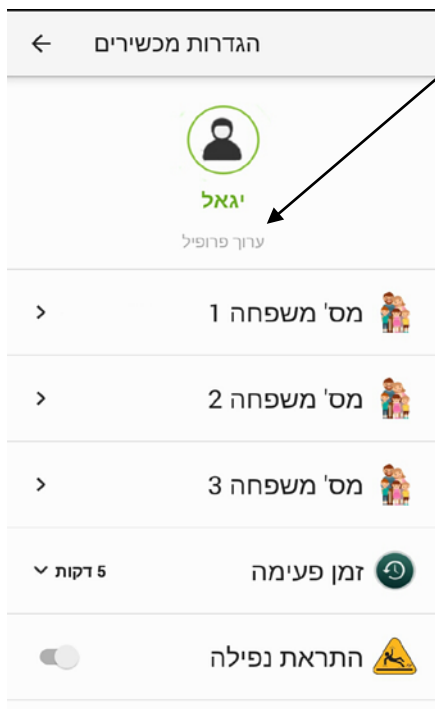 הגדרות מכשירים
יגאל
ערוך פרופיל
מס' משפחה 1
מס' משפחה 2
מס' משפחה 3
זמן פעימה 5 דקות
התראת נפילה